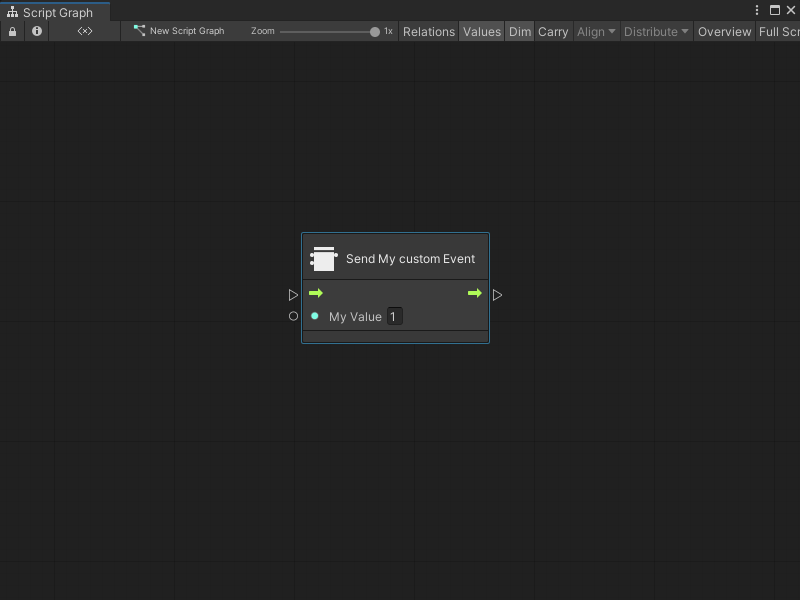 Script Graph
<×> New Script Graph Zoom 1x Relations Values Dim Carry Align Distribute Overview Full Scr
Send My custom Event
My Value 1